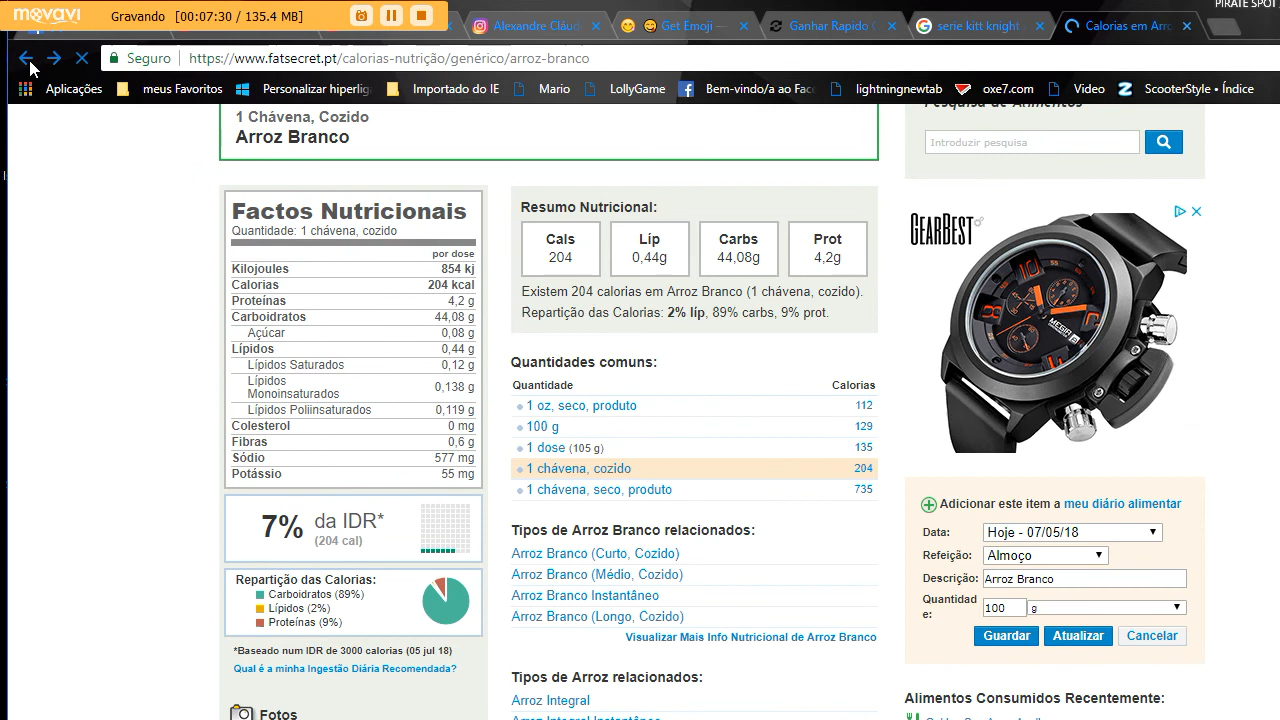 movavi
Gravando [00:07:30 / 135.4 MB]
PIRATE SPOT
Alexandre Cláud
Get Emoji —
Ganhar Rapido
serie kitt knight
Calorias em Arro
Seguro https://www.fatsecret.pt/calorias-nutrição/genérico/arroz-branco
Aplicações meus Favoritos Personalizar hiperlig Importado do IE Mario LollyGame Bem-vindo/a ao Fac lightningnewtab oxe7.com Video ScooterStyle • Índice
1 Chávena, Cozido
Arroz Branco
Factos Nutricionais
Quantidade: 1 chávena, cozido
por dose
Kilojoules 854 kj
Calorias 204 kcal
Proteínas 4,2 g
Carboidratos 44,08 g
Açúcar 0,08 g
Lípidos 0,44 g
Lípidos Saturados 0,12 g
Lípidos
Monoinsaturados 0,138 g
Lípidos Poliinsaturados 0,119 g
Colesterol 0 mg
Fibras 0,6 g
Sódio 577 mg
Potássio 55 mg
7% da IDR*
(204 cal)
Repartição das Calorias:
Carboidratos (89%)
Lípidos (2%)
Proteínas (9%)
*Baseado num IDR de 3000 calorias (05 jul 18)
Qual é a minha Ingestão Diária Recomendada?
Fotos
Resumo Nutricional:
Cals Líp Carbs Prot
204 0,44g 44,08g 4,2g
Existem 204 calorias em Arroz Branco (1 chávena, cozido).
Repartição das Calorias: 2% líp, 89% carbs, 9% prot.
Quantidades comuns:
Quantidade Calorias
1 oz, seco, produto 112
100 g 129
1 dose (105 g) 135
1 chávena, cozido 204
1 chávena, seco, produto 735
Tipos de Arroz Branco relacionados:
Arroz Branco (Curto, Cozido)
Arroz Branco (Médio, Cozido)
Arroz Branco Instantâneo
Arroz Branco (Longo, Cozido)
Visualizar Mais Info Nutricional de Arroz Branco
Tipos de Arroz relacionados:
Arroz Integral
Arroz Integral Instantâneo
Pesquisa de Alimentos
Introduzir pesquisa
GEARBEST
MEGIR
Adicionar este item a meu diário alimentar
Data: Hoje - 07/05/18
Refeição: Almoço
Descrição: Arroz Branco
Quantidad
e: 100 g
Guardar Atualizar Cancelar
Alimentos Consumidos Recentemente: